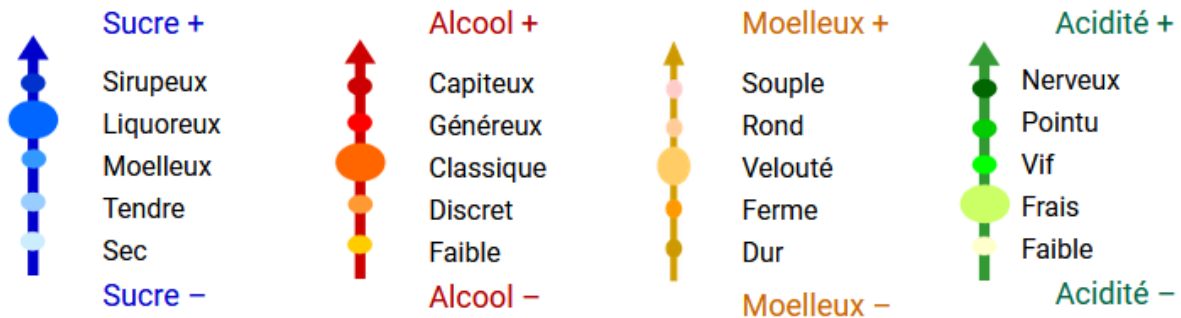 Sucre +
Sirupeux
Liquoreux
Moelleux
Tendre
Sec
Sucre –
Alcool +
Capiteux
Généreux
Classique
Discret
Faible
Alcool –
Moelleux +
Souple
Rond
Velouté
Ferme
Dur
Moelleux –
Acidité +
Nerveux
Pointu
Vif
Frais
Faible
Acidité –